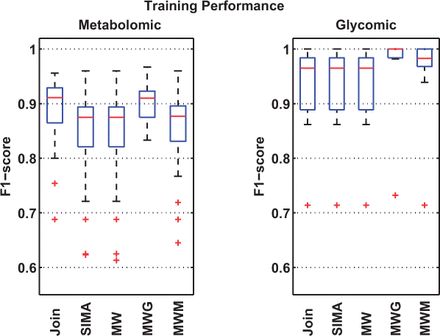 Training Performance
Metabolomic
Glycomic
F1-score
1
0.9
0.8
0.7
0.6
Join
SIMA
MW
MWG
MWM
F1-score
1
0.9
0.8
0.7
0.6
Join
SIMA
MW
MWG
MWM